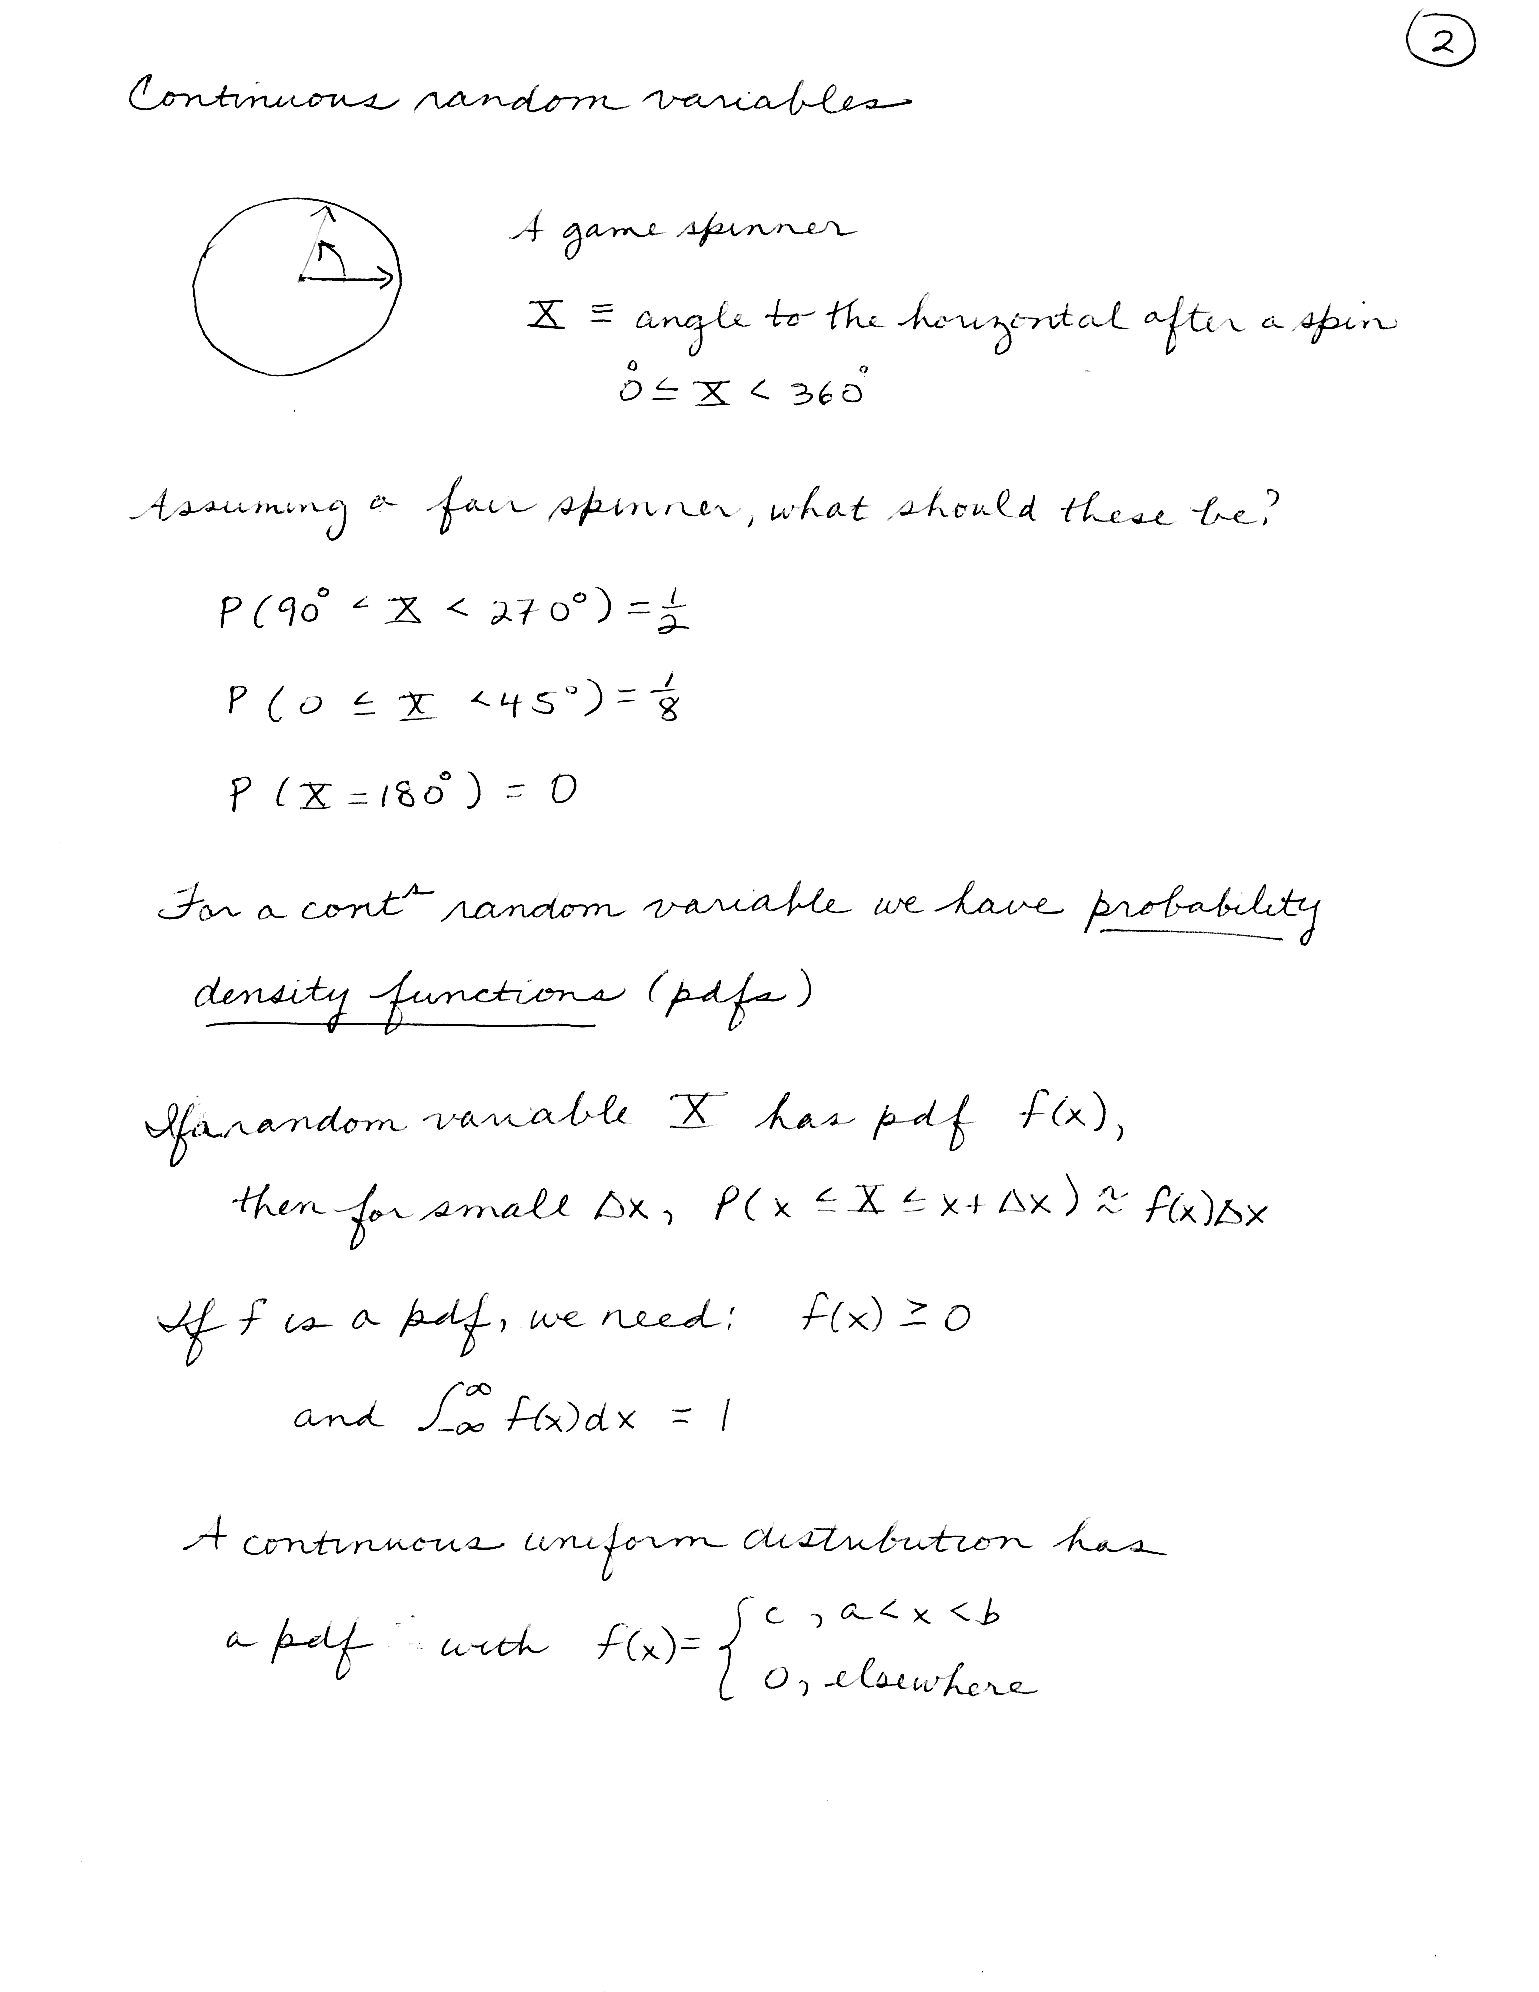 2
Continuous random variables
A game spinner
X ≡ angle to the horizontal after a spin
0° ≤ X < 360°
Assuming a fair spinner, what should these be?
P(90° < X < 270°) = 1/2
P(0 ≤ X < 45°) = 1/8
P(X = 180°) = 0
For a contˢ random variable we have probability
density functions (pdfs)
If a random variable X has pdf f(x),
then for small Δx, P(x ≤ X ≤ x + Δx) ≈ f(x)Δx
If f is a pdf, we need: f(x) ≥ 0
and ∫_{-∞}^{∞} f(x)dx = 1
A continuous uniform distribution has
a pdf with f(x) = { c, a < x < b
0, elsewhere